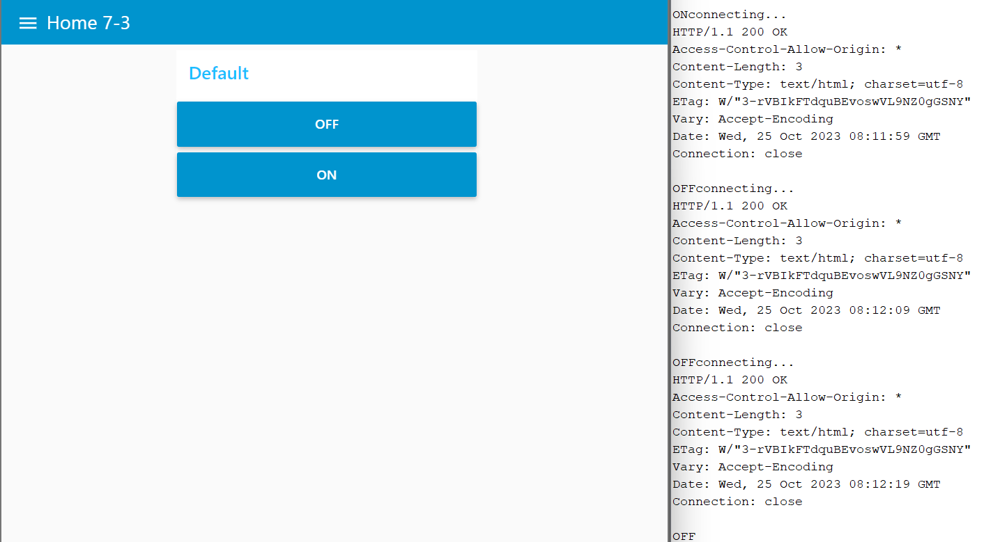 Home 7-3
Default
OFF
ON
ONconnecting...
HTTP/1.1 200 OK
Access-Control-Allow-Origin: *
Content-Length: 3
Content-Type: text/html; charset=utf-8
ETag: W/"3-rVBIkFTdquBEvoswVL9NZ0gGSNY"
Vary: Accept-Encoding
Date: Wed, 25 Oct 2023 08:11:59 GMT
Connection: close
OFFconnecting...
HTTP/1.1 200 OK
Access-Control-Allow-Origin: *
Content-Length: 3
Content-Type: text/html; charset=utf-8
ETag: W/"3-rVBIkFTdquBEvoswVL9NZ0gGSNY"
Vary: Accept-Encoding
Date: Wed, 25 Oct 2023 08:12:09 GMT
Connection: close
OFFconnecting...
HTTP/1.1 200 OK
Access-Control-Allow-Origin: *
Content-Length: 3
Content-Type: text/html; charset=utf-8
ETag: W/"3-rVBIkFTdquBEvoswVL9NZ0gGSNY"
Vary: Accept-Encoding
Date: Wed, 25 Oct 2023 08:12:19 GMT
Connection: close
OFF